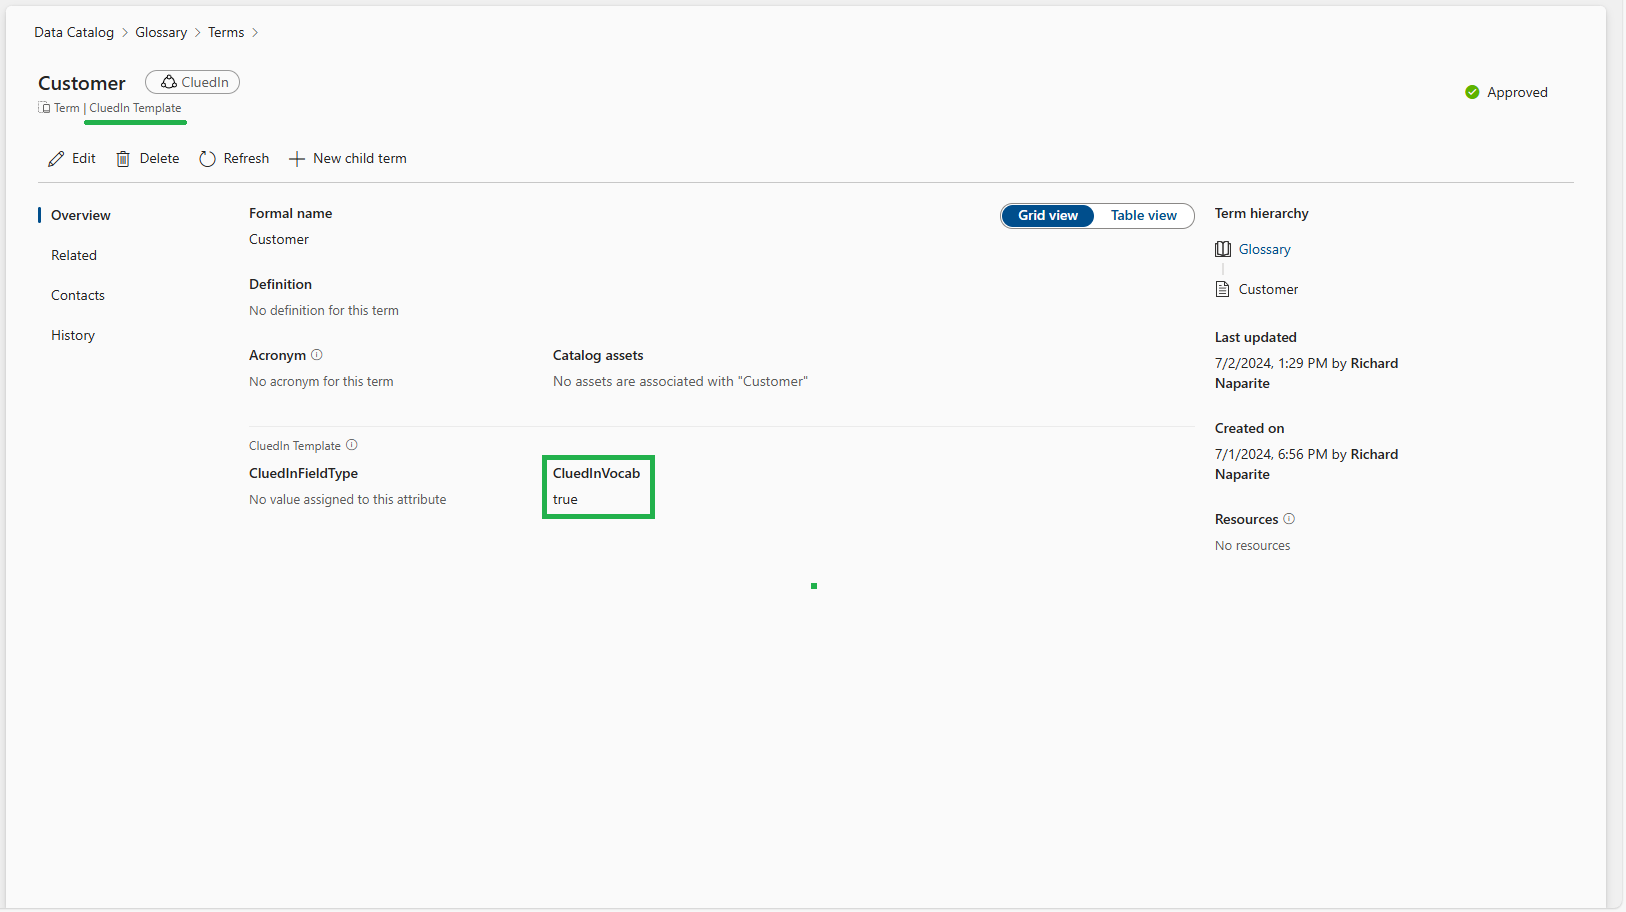 Data Catalog > Glossary > Terms >
Customer CluedIn
Term | CluedIn Template
Approved
Edit Delete Refresh New child term
Overview
Related
Contacts
History
Formal name
Customer
Grid view Table view
Definition
No definition for this term
Acronym
No acronym for this term
Catalog assets
No assets are associated with "Customer"
CluedIn Template
CluedInFieldType
No value assigned to this attribute
CluedInVocab
true
Term hierarchy
Glossary
Customer
Last updated
7/2/2024, 1:29 PM by Richard
Naparite
Created on
7/1/2024, 6:56 PM by Richard
Naparite
Resources
No resources